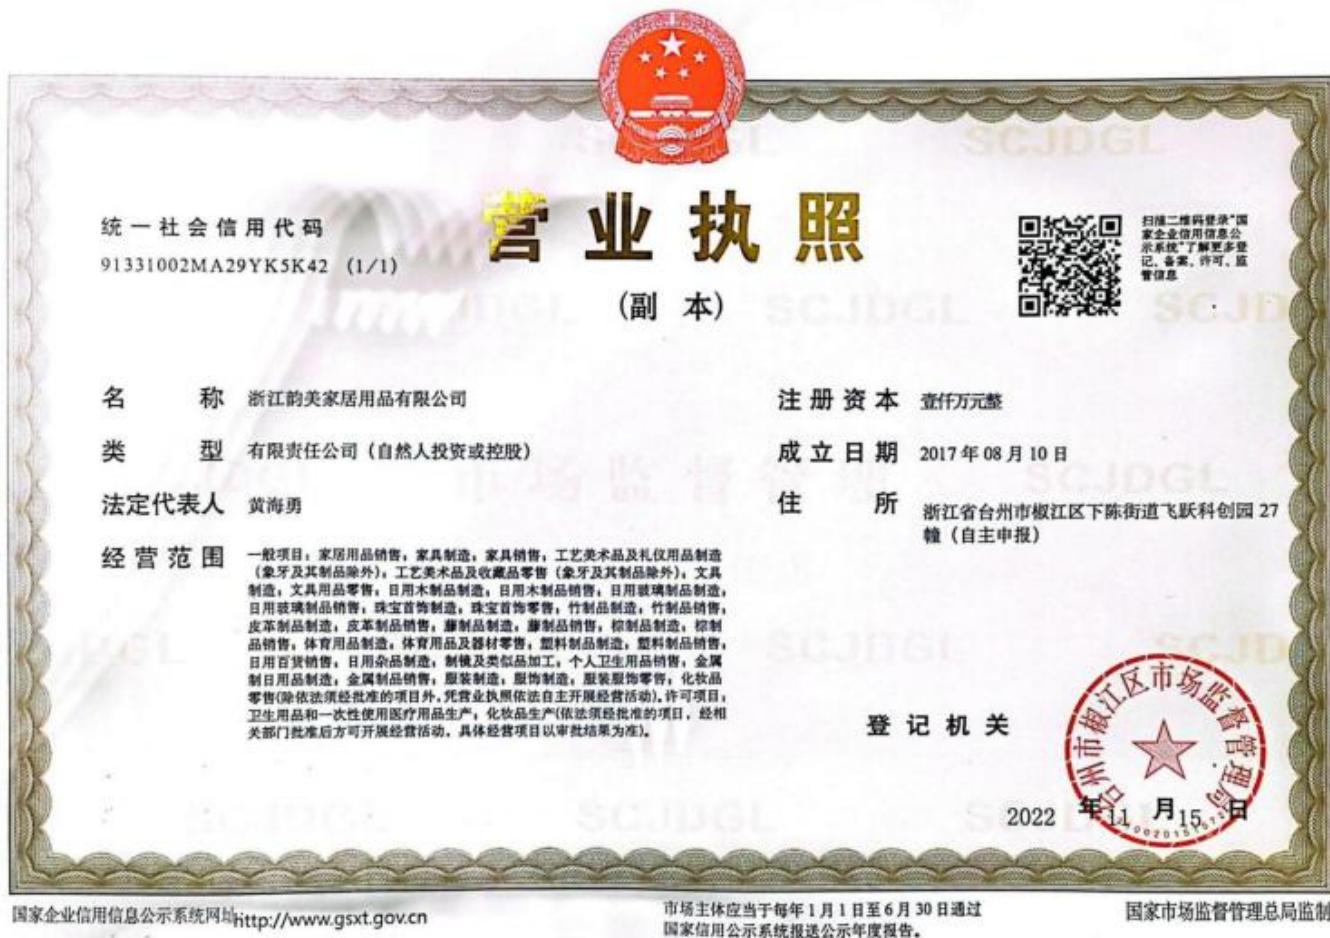 统一社会信用代码
91331002MA29YK5K42 (1/1)
营业执照
(副 本)
扫描二维码登录"国
家企业信用信息公
示系统"了解更多登
记、备案、许可、监
管信息
名 称 浙江韵美家居用品有限公司
类 型 有限责任公司（自然人投资或控股）
法定代表人 黄海勇
经营范围 一般项目：家居用品销售；家具制造；家具销售；工艺美术品及礼仪用品制造
（象牙及其制品除外）；工艺美术品及收藏品零售（象牙及其制品除外）；文具
制造；文具用品零售；日用木制品制造；日用木制品销售；日用玻璃制品制造；
日用玻璃制品销售；珠宝首饰制造；珠宝首饰零售；竹制品制造；竹制品销售；
皮革制品制造；皮革制品销售；藤制品制造；藤制品销售；棕制品制造；棕制
品销售；体育用品制造；体育用品及器材零售；塑料制品制造；塑料制品销售；
日用百货销售；日用杂品制造；制镜及类似品加工；个人卫生用品销售；金属
制日用品制造；金属制品销售；服装制造；服饰制造；服装服饰零售；化妆品
零售(除依法须经批准的项目外，凭营业执照依法自主开展经营活动)。许可项目：
卫生用品和一次性使用医疗用品生产；化妆品生产(依法须经批准的项目，经相
关部门批准后方可开展经营活动，具体经营项目以审批结果为准)。
注册资本 壹仟万元整
成立日期 2017年08月10日
住 所 浙江省台州市椒江区下陈街道飞跃科创园27
幢（自主申报）
登记机关
台州市椒江区市场监督管理局
2022 年 11 月 15 日
国家企业信用信息公示系统网址http://www.gsxt.gov.cn
市场主体应当于每年1月1日至6月30日通过
国家信用公示系统报送公示年度报告。
国家市场监督管理总局监制
SCJDGL
市场监督管理